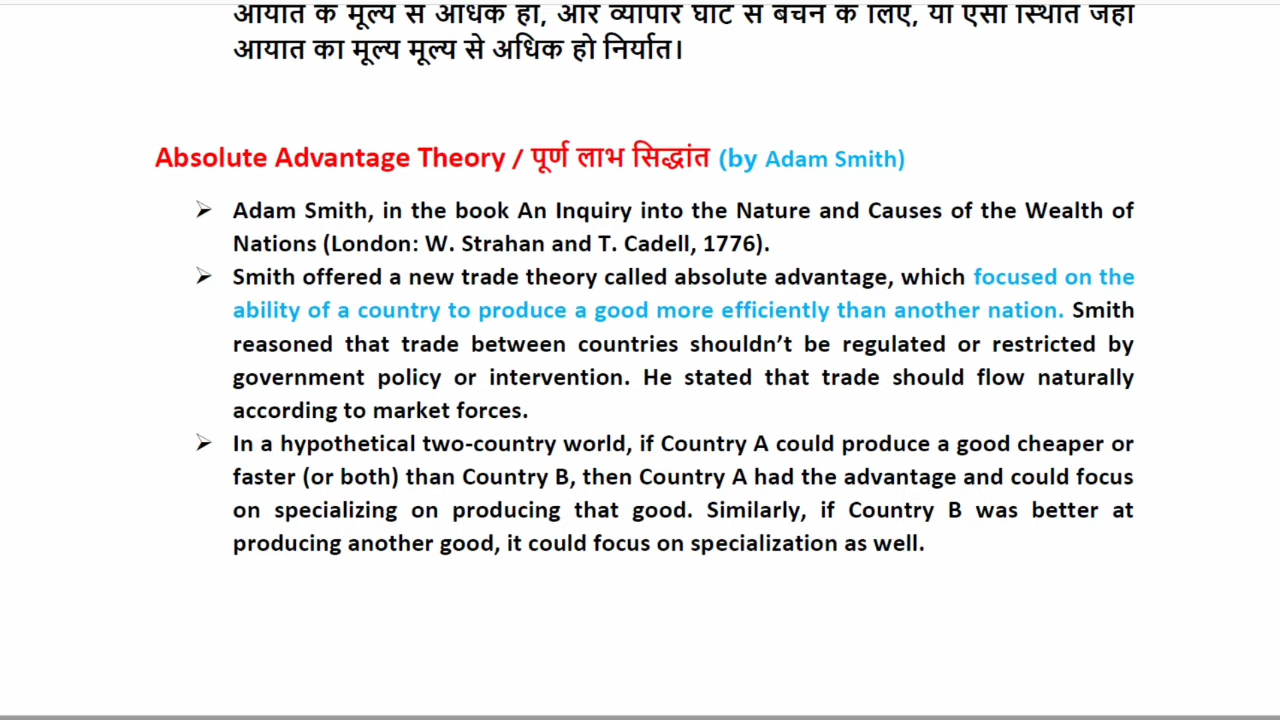 आयात के मूल्य से अधिक हो, और व्यापार घाटे से बचने के लिए, या ऐसी स्थिति जहां
आयात का मूल्य मूल्य से अधिक हो निर्यात।
Absolute Advantage Theory / पूर्ण लाभ सिद्धांत (by Adam Smith)
➢ Adam Smith, in the book An Inquiry into the Nature and Causes of the Wealth of
Nations (London: W. Strahan and T. Cadell, 1776).
➢ Smith offered a new trade theory called absolute advantage, which focused on the
ability of a country to produce a good more efficiently than another nation. Smith
reasoned that trade between countries shouldn’t be regulated or restricted by
government policy or intervention. He stated that trade should flow naturally
according to market forces.
➢ In a hypothetical two-country world, if Country A could produce a good cheaper or
faster (or both) than Country B, then Country A had the advantage and could focus
on specializing on producing that good. Similarly, if Country B was better at
producing another good, it could focus on specialization as well.